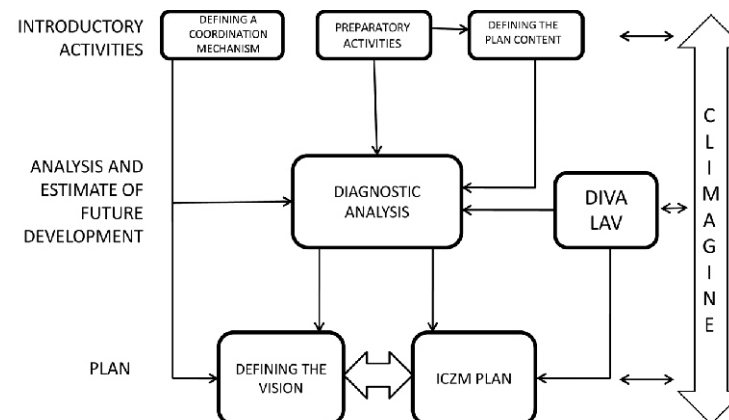 INTRODUCTORY
ACTIVITIES
DEFINING A
COORDINATION
MECHANISM
PREPARATORY
ACTIVITIES
DEFINING THE
PLAN CONTENT
ANALYSIS AND
ESTIMATE OF
FUTURE
DEVELOPMENT
DIAGNOSTIC
ANALYSIS
DIVA
LAV
PLAN
DEFINING THE
VISION
ICZM PLAN
CLIMAGINE